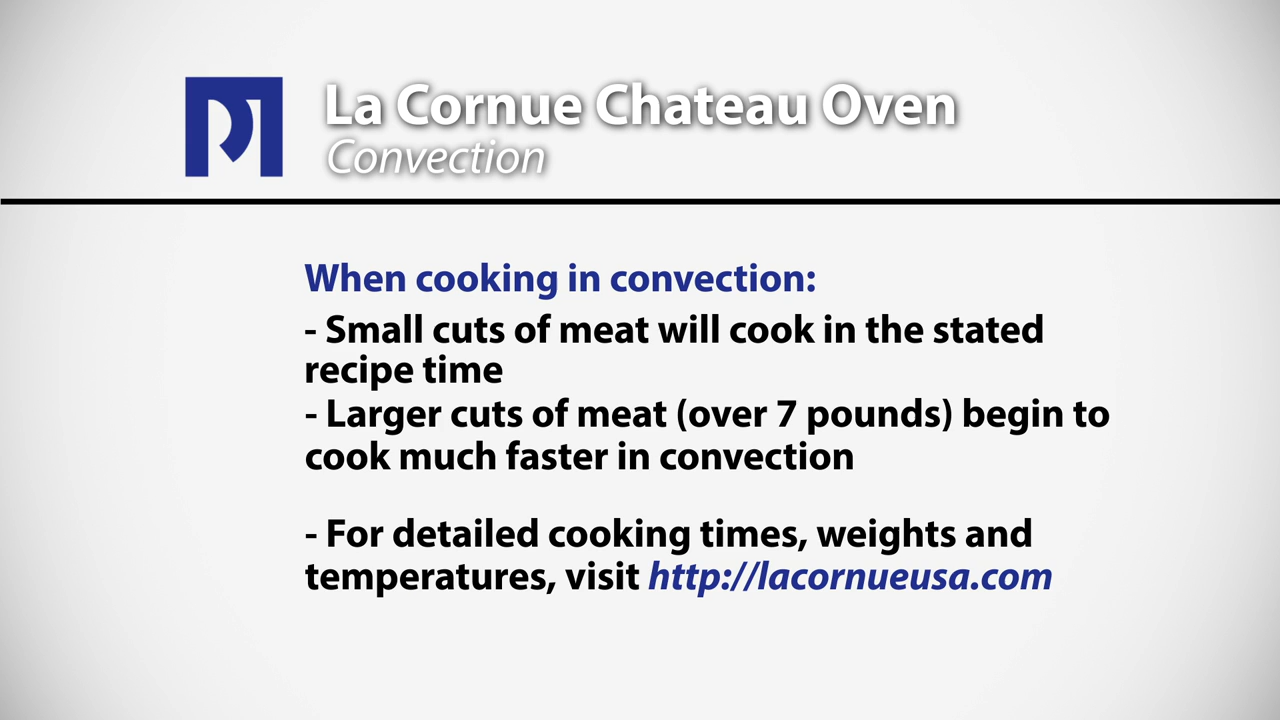 La Cornue Chateau Oven
Convection
When cooking in convection:
- Small cuts of meat will cook in the stated
recipe time
- Larger cuts of meat (over 7 pounds) begin to
cook much faster in convection
- For detailed cooking times, weights and
temperatures, visit http://lacornueusa.com